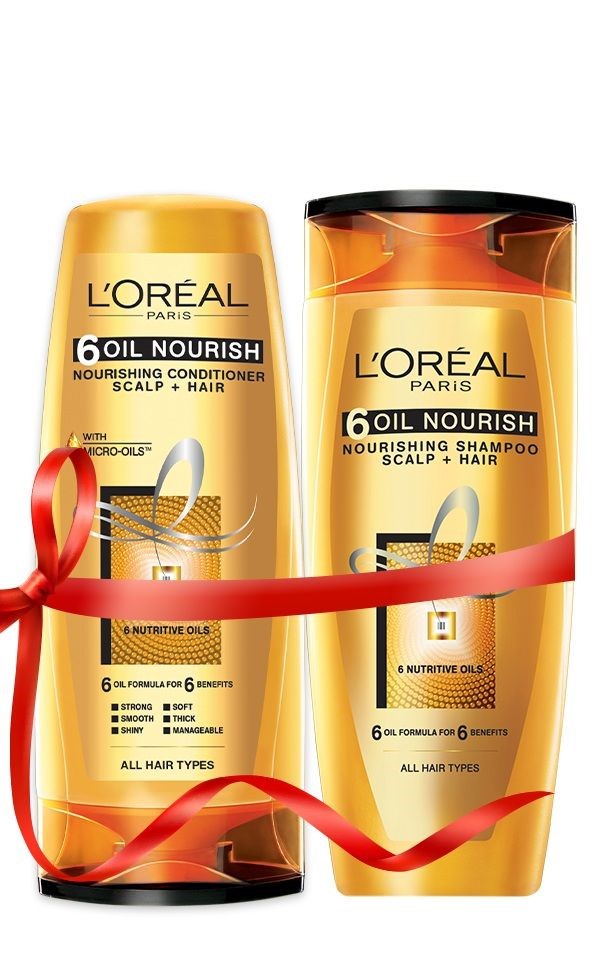 L'ORÉAL
PARiS
6 OIL NOURISH
NOURISHING CONDITIONER
SCALP + HAIR
WITH
MICRO-OILS™
6 NUTRITIVE OILS
6 OIL FORMULA FOR 6 BENEFITS
■ STRONG ■ SOFT
■ SMOOTH ■ THICK
■ SHINY ■ MANAGEABLE
ALL HAIR TYPES
L'ORÉAL
PARiS
6 OIL NOURISH
NOURISHING SHAMPOO
SCALP + HAIR
6 NUTRITIVE OILS
6 OIL FORMULA FOR 6 BENEFITS
ALL HAIR TYPES